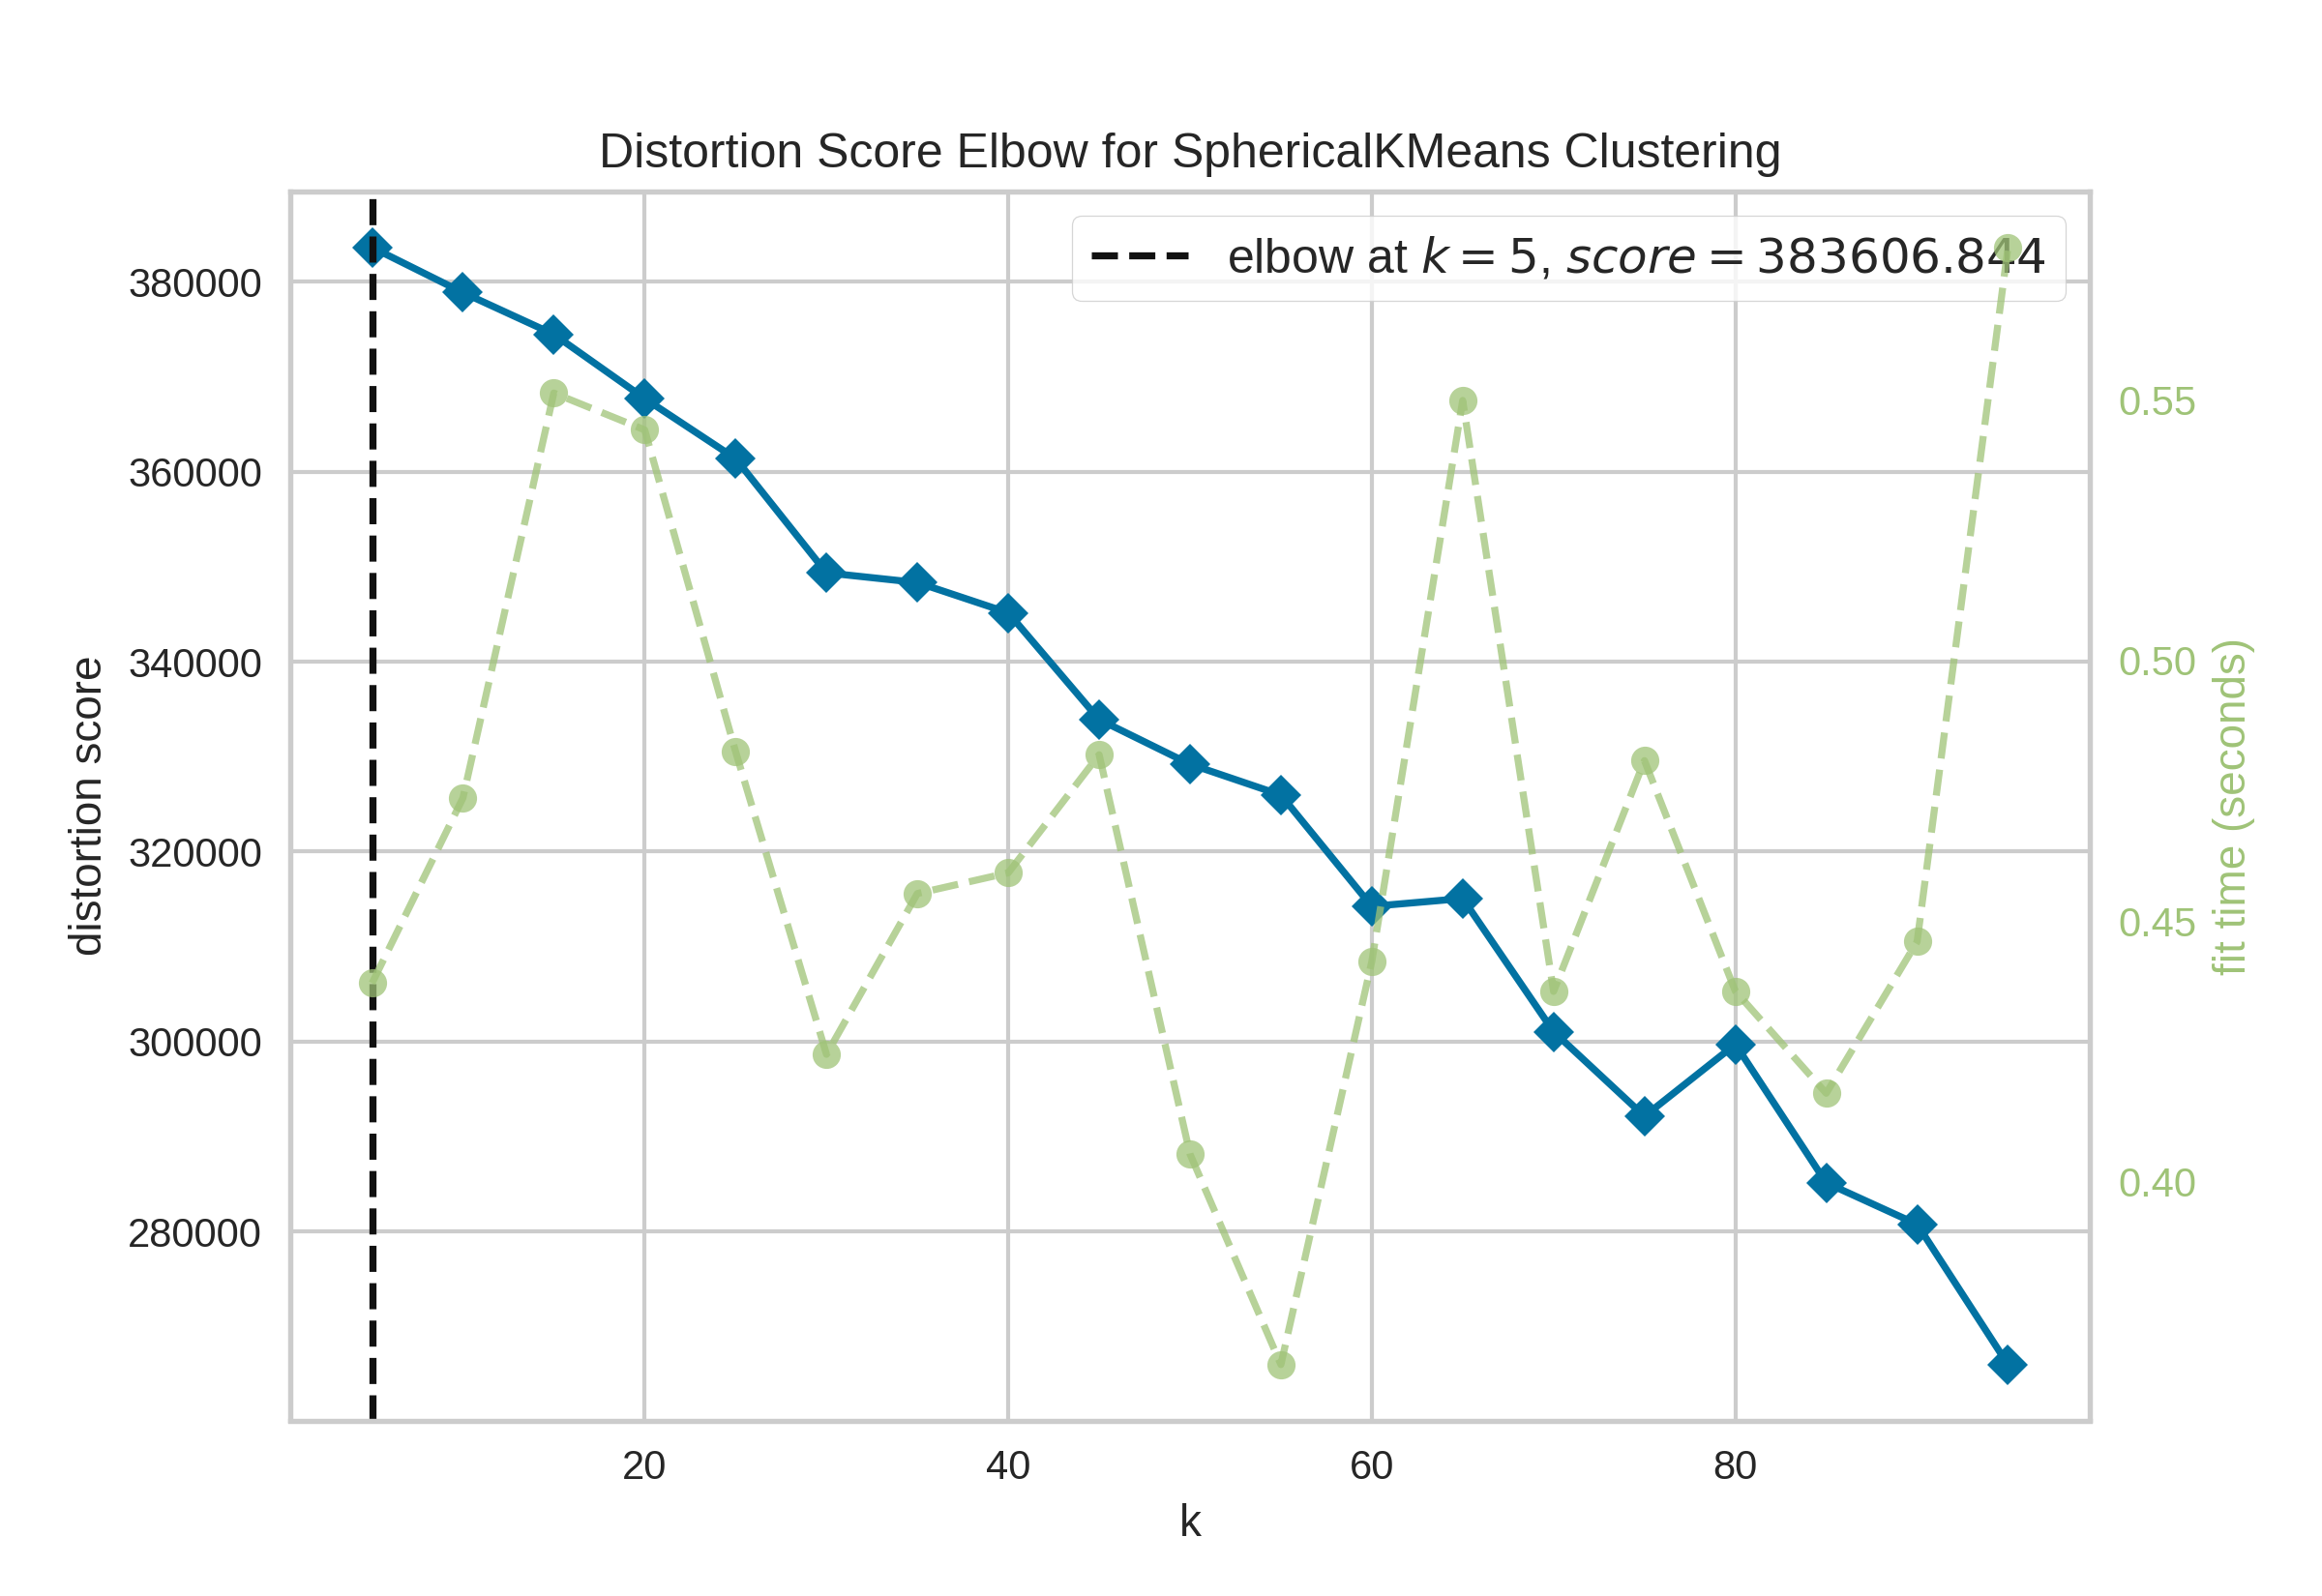 Distortion Score Elbow for SphericalKMeans Clustering
elbow at k = 5, score = 383606.844
380000
360000
340000
320000
300000
280000
distortion score
0.55
0.50
0.45
0.40
fit time (seconds)
20 40 60 80
k